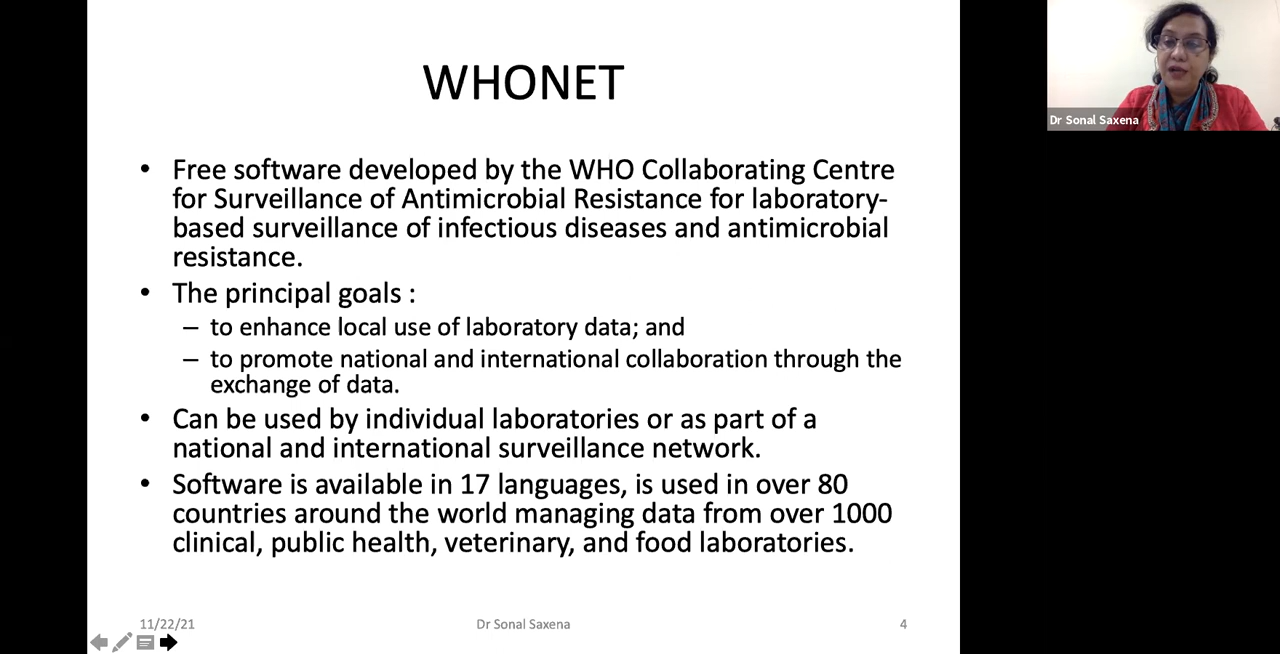 WHONET
Dr Sonal Saxena
• Free software developed by the WHO Collaborating Centre
for Surveillance of Antimicrobial Resistance for laboratory-
based surveillance of infectious diseases and antimicrobial
resistance.
• The principal goals :
– to enhance local use of laboratory data; and
– to promote national and international collaboration through the
exchange of data.
• Can be used by individual laboratories or as part of a
national and international surveillance network.
• Software is available in 17 languages, is used in over 80
countries around the world managing data from over 1000
clinical, public health, veterinary, and food laboratories.
11/22/21
Dr Sonal Saxena
4